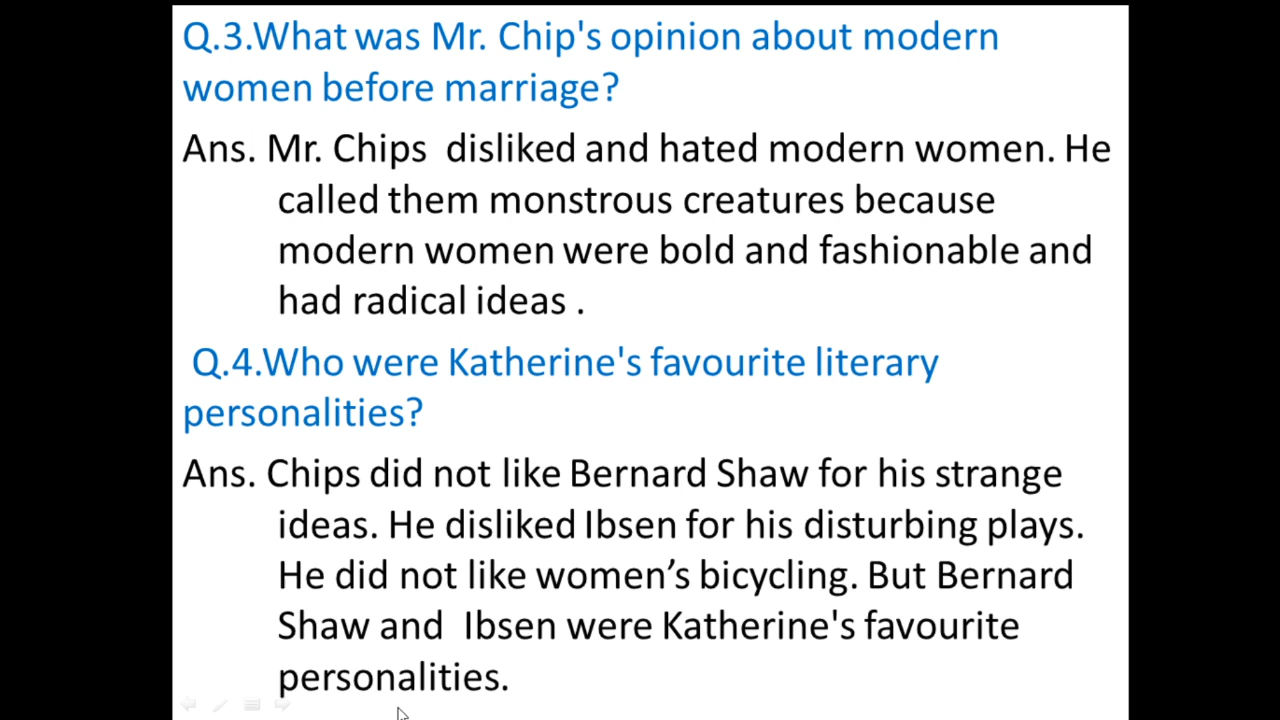 Q.3.What was Mr. Chip's opinion about modern
women before marriage?
Ans. Mr. Chips disliked and hated modern women. He
called them monstrous creatures because
modern women were bold and fashionable and
had radical ideas .
Q.4.Who were Katherine's favourite literary
personalities?
Ans. Chips did not like Bernard Shaw for his strange
ideas. He disliked Ibsen for his disturbing plays.
He did not like women’s bicycling. But Bernard
Shaw and Ibsen were Katherine's favourite
personalities.